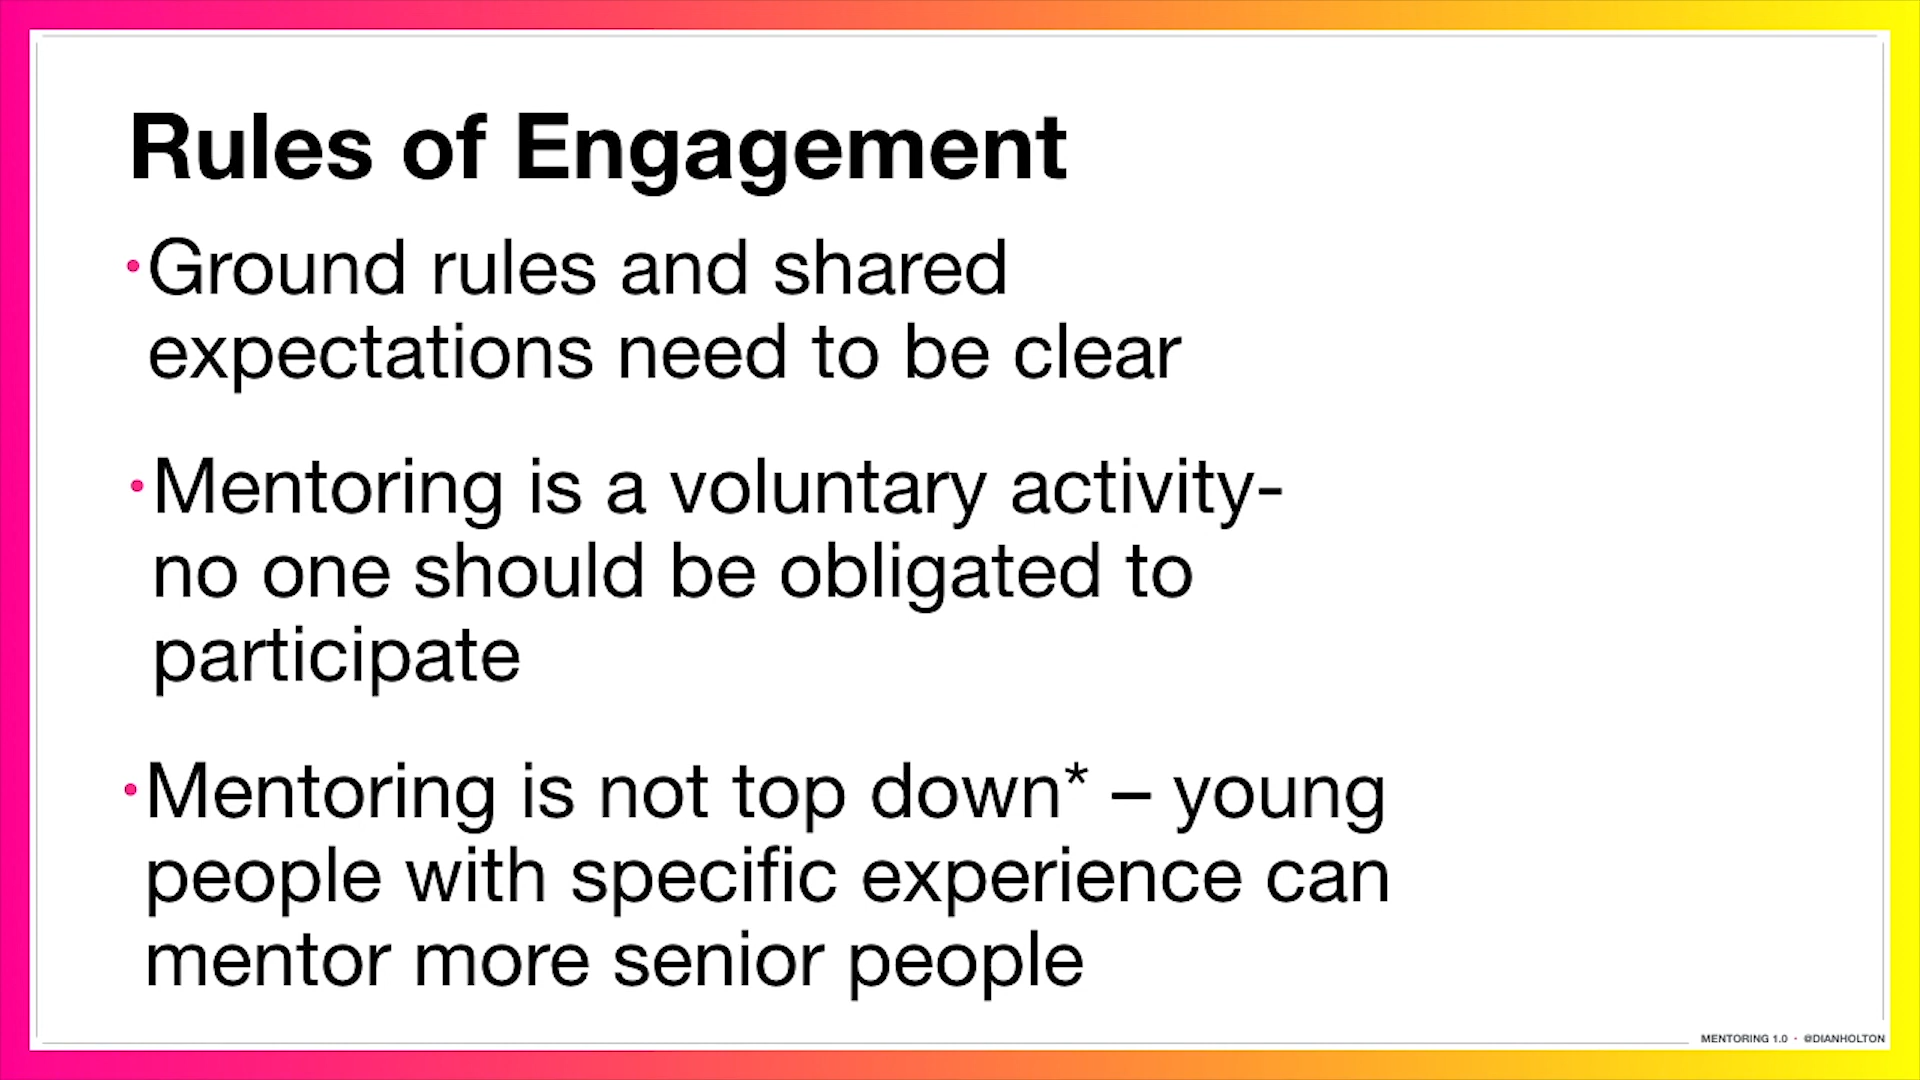 Rules of Engagement
•Ground rules and shared
expectations need to be clear
•Mentoring is a voluntary activity-
no one should be obligated to
participate
•Mentoring is not top down* – young
people with specific experience can
mentor more senior people
MENTORING 1.0 • @DIANHOLTON